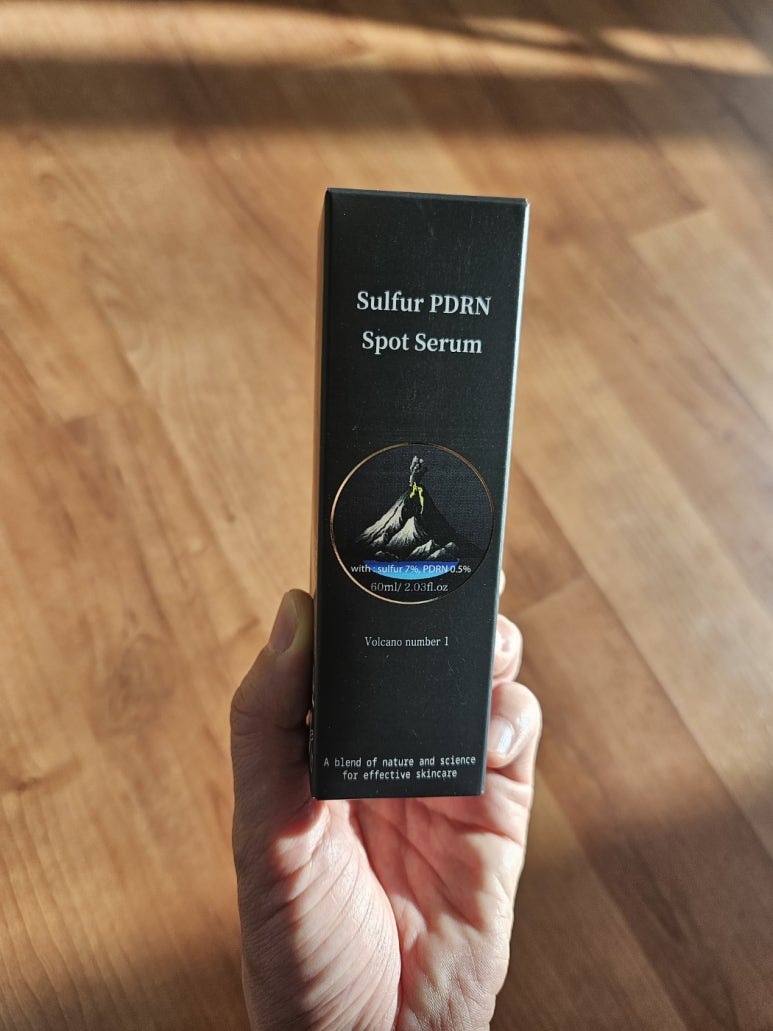 Sulfur PDRN
Spot Serum
with : sulfur 7%, PDRN 0.5%
60ml/ 2.03fl.oz
Volcano number 1
A blend of nature and science
for effective skincare